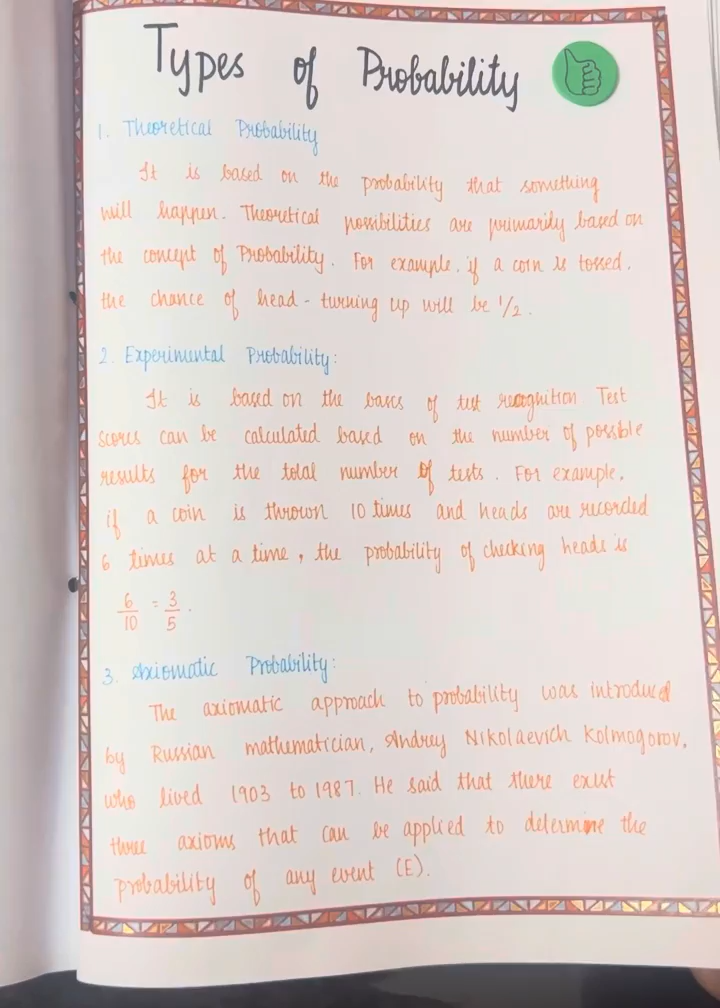 Types of Probability
1. Theoretical Probability
It is based on the probability that something
will happen. Theoretical possibilities are primarily based on
the concept of Probability. For example, if a coin is tossed,
the chance of head - turning up will be 1/2.
2. Experimental Probability:
It is based on the bases of test recognition Test
scores can be calculated based on the number of possible
results for the total number of tests. For example,
if a coin is thrown 10 times and heads are recorded
6 times at a time, the probability of checking heads is
6/10 = 3/5.
3. Axiomatic Probability:
The axiomatic approach to probability was introduced
by Russian mathematician, Andrey Nikolaevich Kolmogorov,
who lived 1903 to 1987. He said that there exist
three axioms that can be applied to determine the
probability of any event (E).